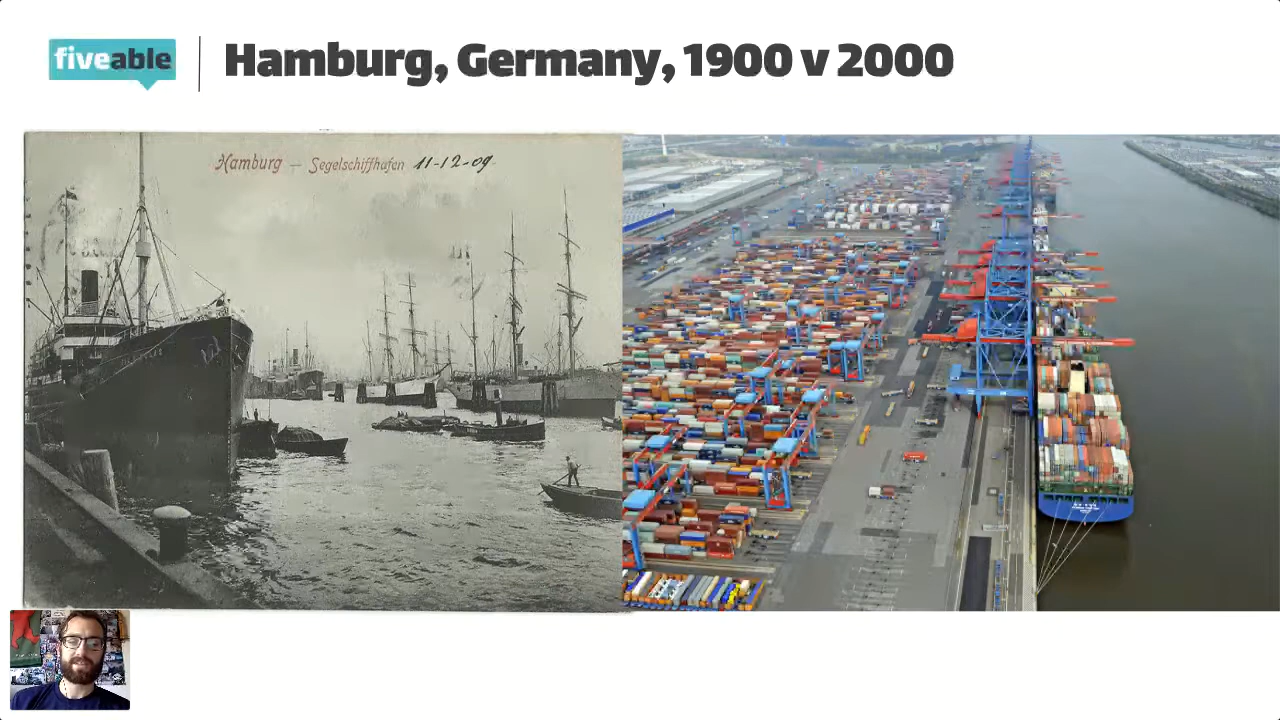 fiveable
Hamburg, Germany, 1900 v 2000
Hamburg — Segelschiffhafen 11-12-09.